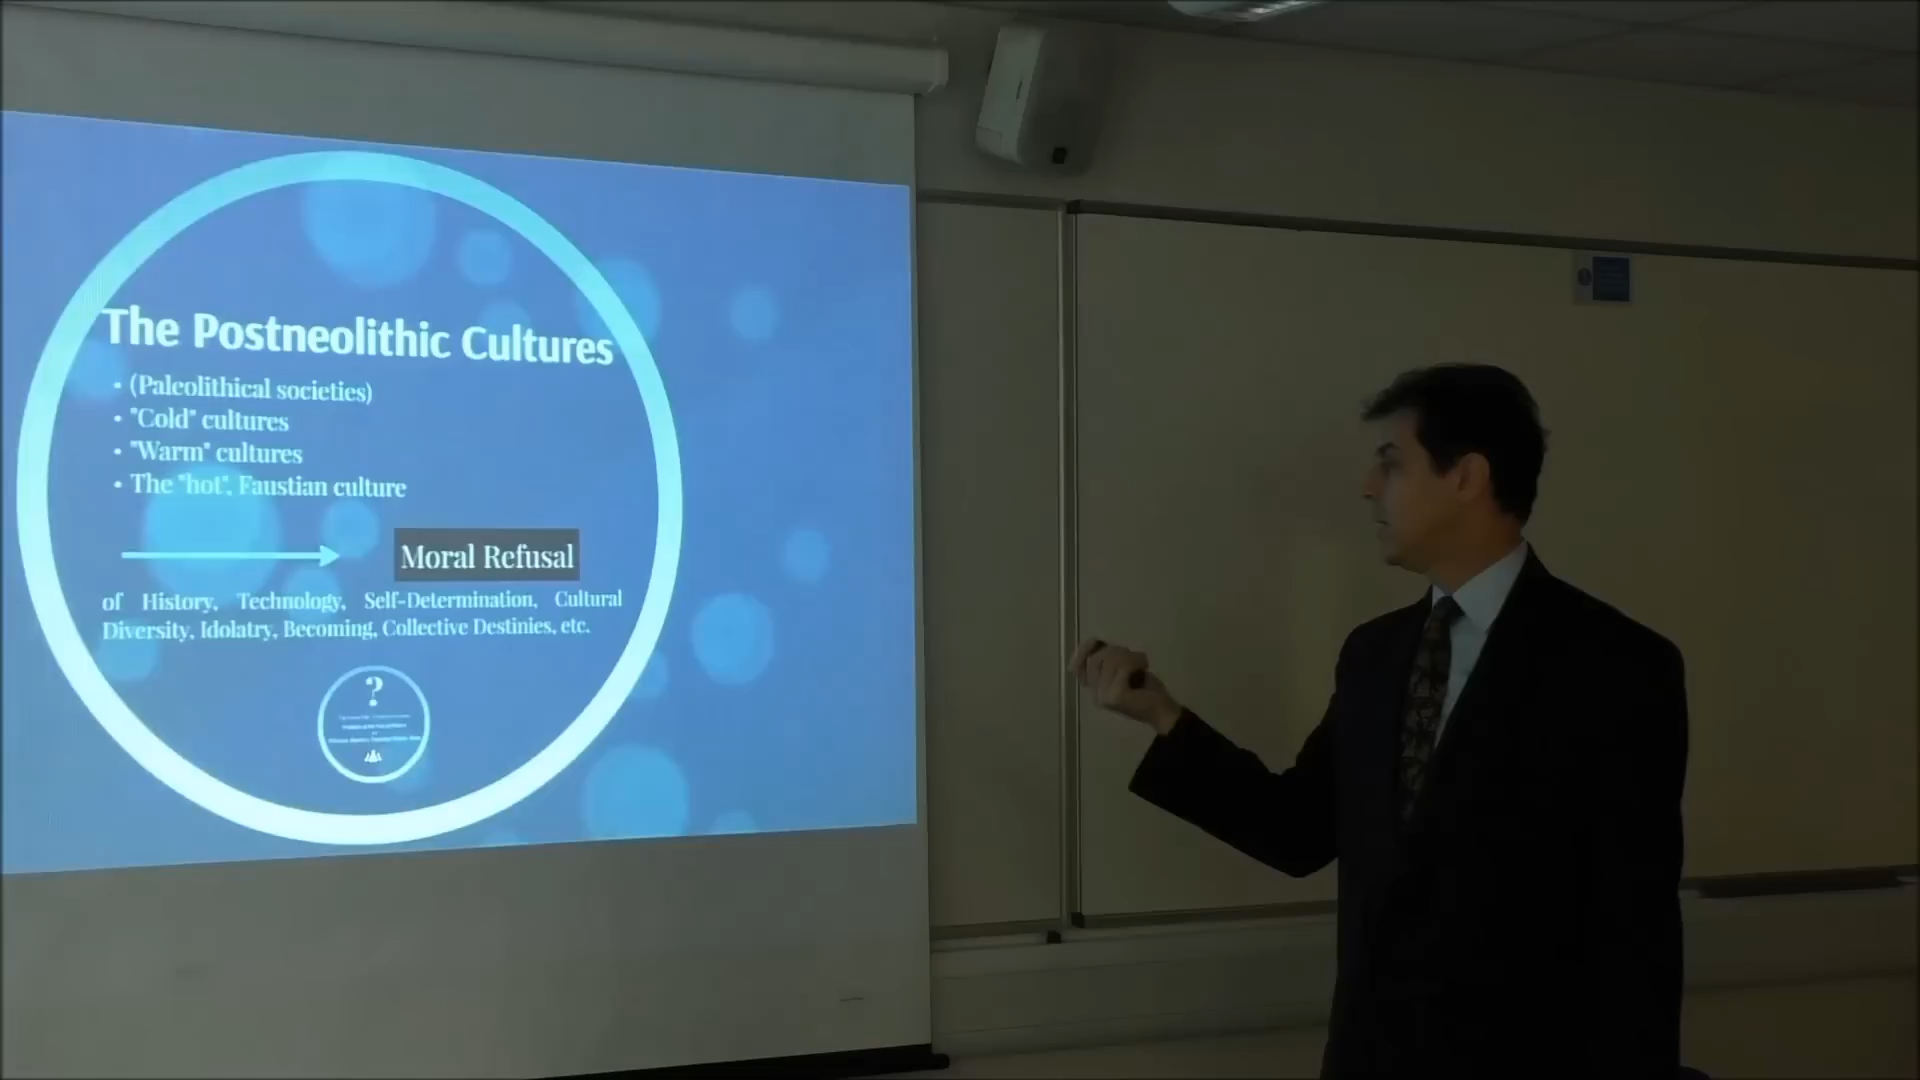 The Postneolithic Cultures
• (Paleolithical societies)
• "Cold" cultures
• "Warm" cultures
• The "hot", Faustian culture
Moral Refusal
of History, Technology, Self-Determination, Cultural
Diversity, Idolatry, Becoming, Collective Destinies, etc.
?